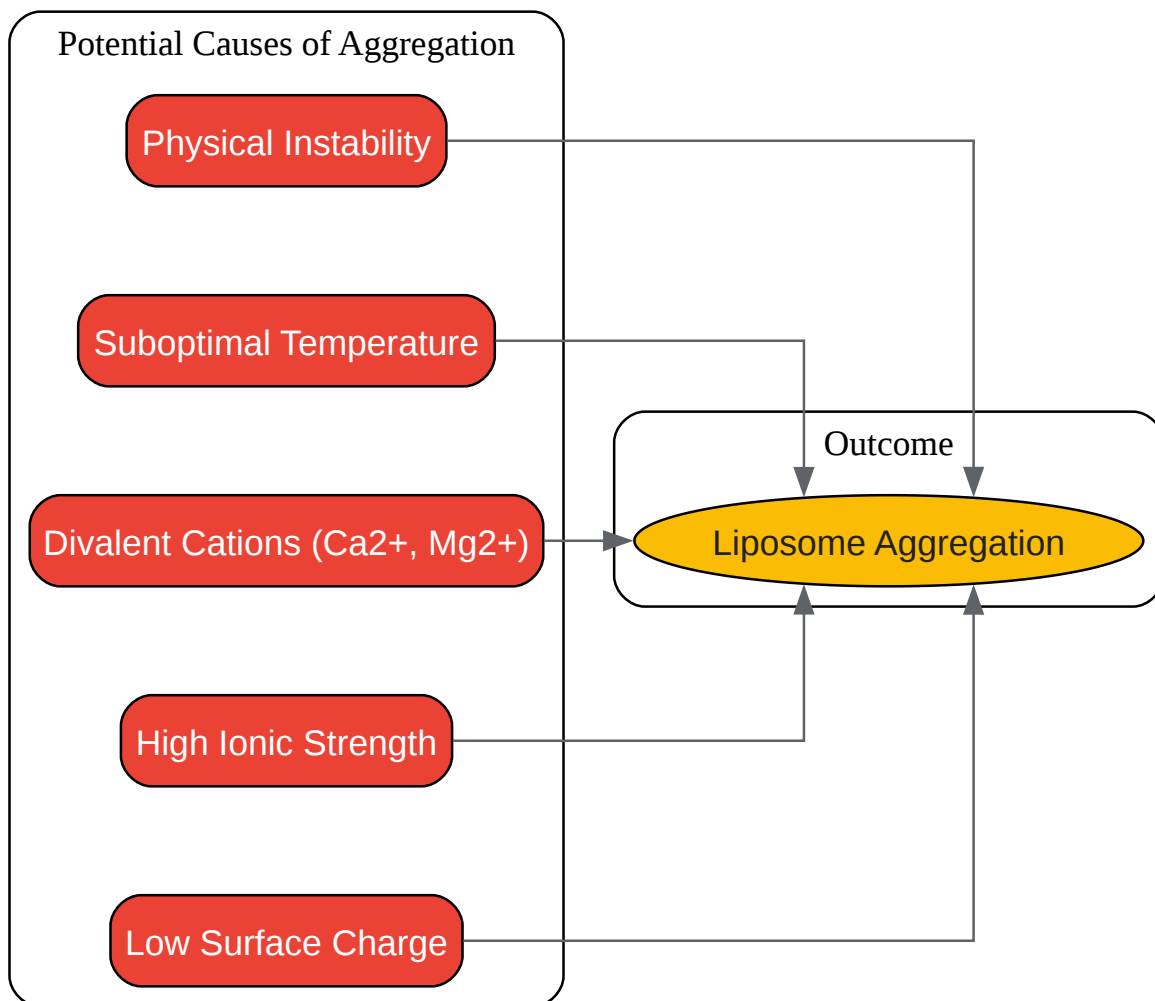 Potential Causes of Aggregation
Physical Instability
Suboptimal Temperature
Divalent Cations (Ca2+, Mg2+)
High Ionic Strength
Low Surface Charge
Outcome
Liposome Aggregation